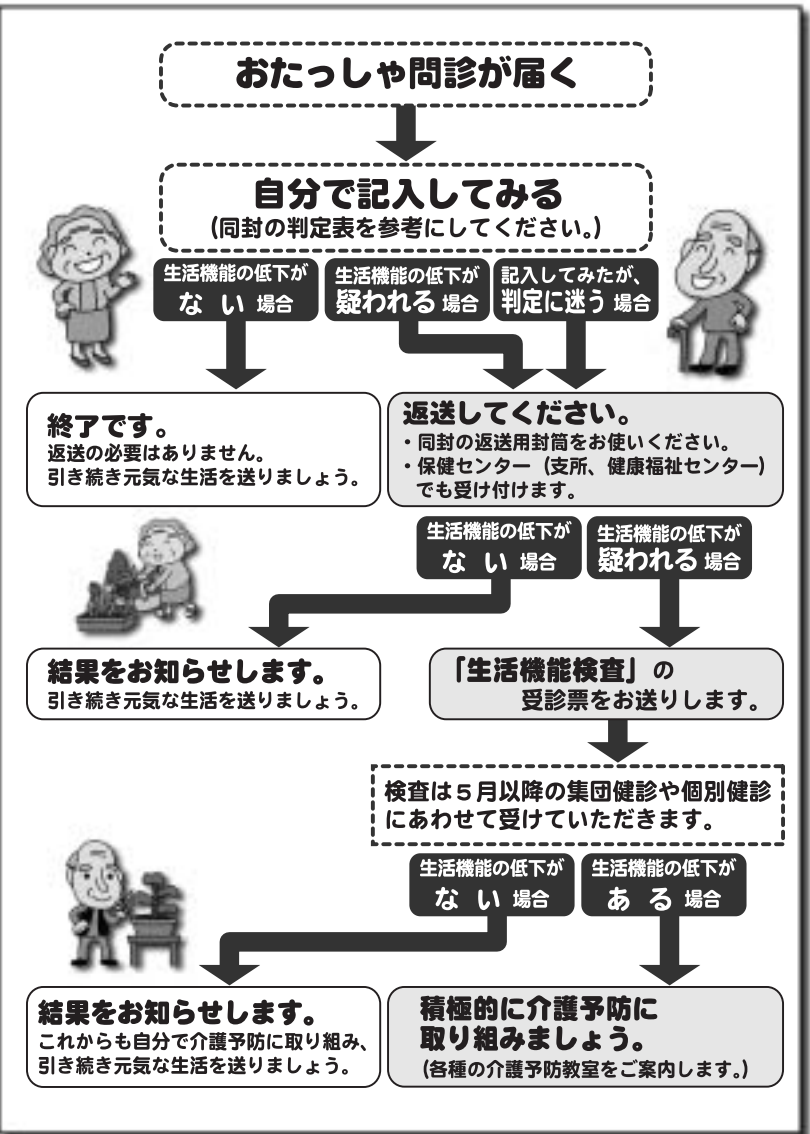 おたっしゃ問診が届く
自分で記入してみる
(同封の判定表を参考にしてください。)
生活機能の低下が
ない 場合
生活機能の低下が
疑われる 場合
記入してみたが、
判定に迷う 場合
終了です。
返送の必要はありません。
引き続き元気な生活を送りましょう。
返送してください。
・同封の返送用封筒をお使いください。
・保健センター（支所、健康福祉センター）
でも受け付けます。
生活機能の低下が
ない 場合
生活機能の低下が
疑われる 場合
結果をお知らせします。
引き続き元気な生活を送りましょう。
「生活機能検査」の
受診票をお送りします。
検査は５月以降の集団健診や個別健診
にあわせて受けていただきます。
生活機能の低下が
ない 場合
生活機能の低下が
ある 場合
結果をお知らせします。
これからも自分で介護予防に取り組み、
引き続き元気な生活を送りましょう。
積極的に介護予防に
取り組みましょう。
(各種の介護予防教室をご案内します。)